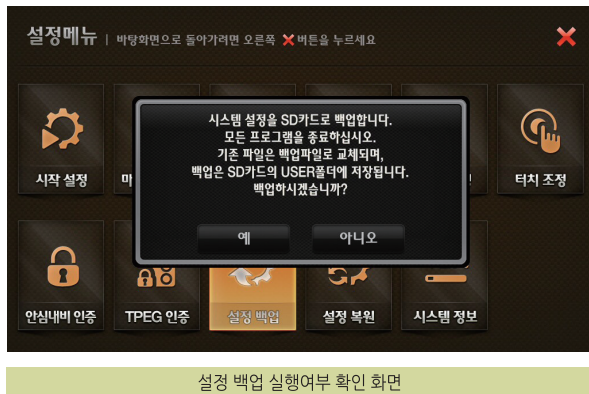 설정메뉴 | 바탕화면으로 돌아가려면 오른쪽 ✕ 버튼을 누르세요
시스템 설정을 SD카드로 백업합니다.
모든 프로그램을 종료하십시오.
기존 파일은 백업파일로 교체되며,
백업은 SD카드의 USER폴더에 저장됩니다.
백업하시겠습니까?
예 아니오
시작 설정 터치 조정
안심내비 인증 TPEG 인증 설정 백업 설정 복원 시스템 정보
설정 백업 실행여부 확인 화면